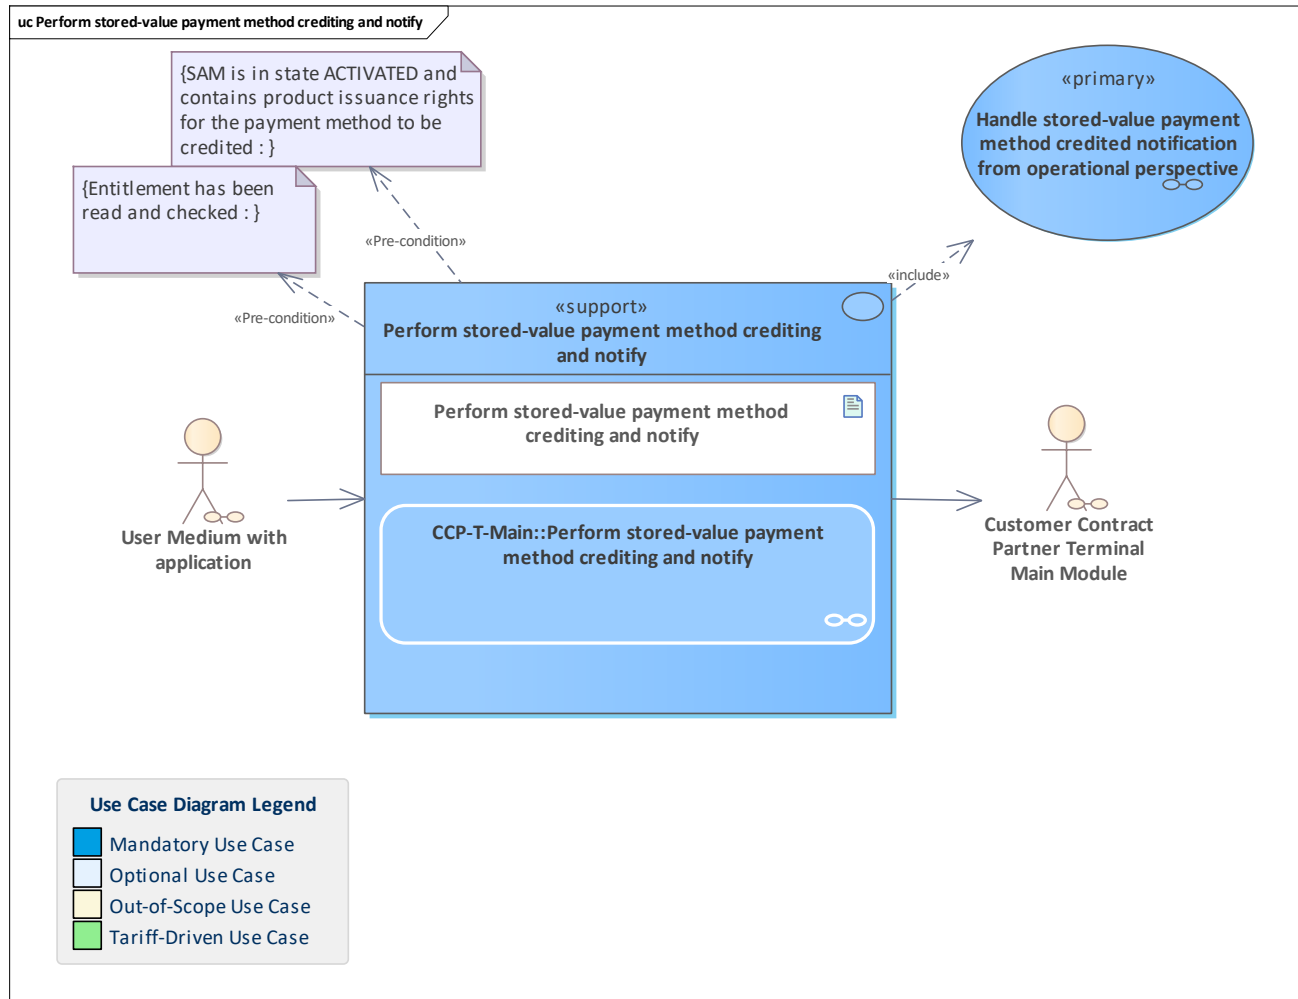 uc Perform stored-value payment method crediting and notify
{SAM is in state ACTIVATED and
contains product issuance rights
for the payment method to be
credited : }
{Entitlement has been
read and checked : }
«primary»
Handle stored-value payment
method credited notification
from operational perspective
«Pre-condition»
«Pre-condition»
«include»
«support»
Perform stored-value payment method crediting
and notify
Perform stored-value payment method
crediting and notify
CCP-T-Main::Perform stored-value payment
method crediting and notify
User Medium with
application
Customer Contract
Partner Terminal
Main Module
Use Case Diagram Legend
Mandatory Use Case
Optional Use Case
Out-of-Scope Use Case
Tariff-Driven Use Case